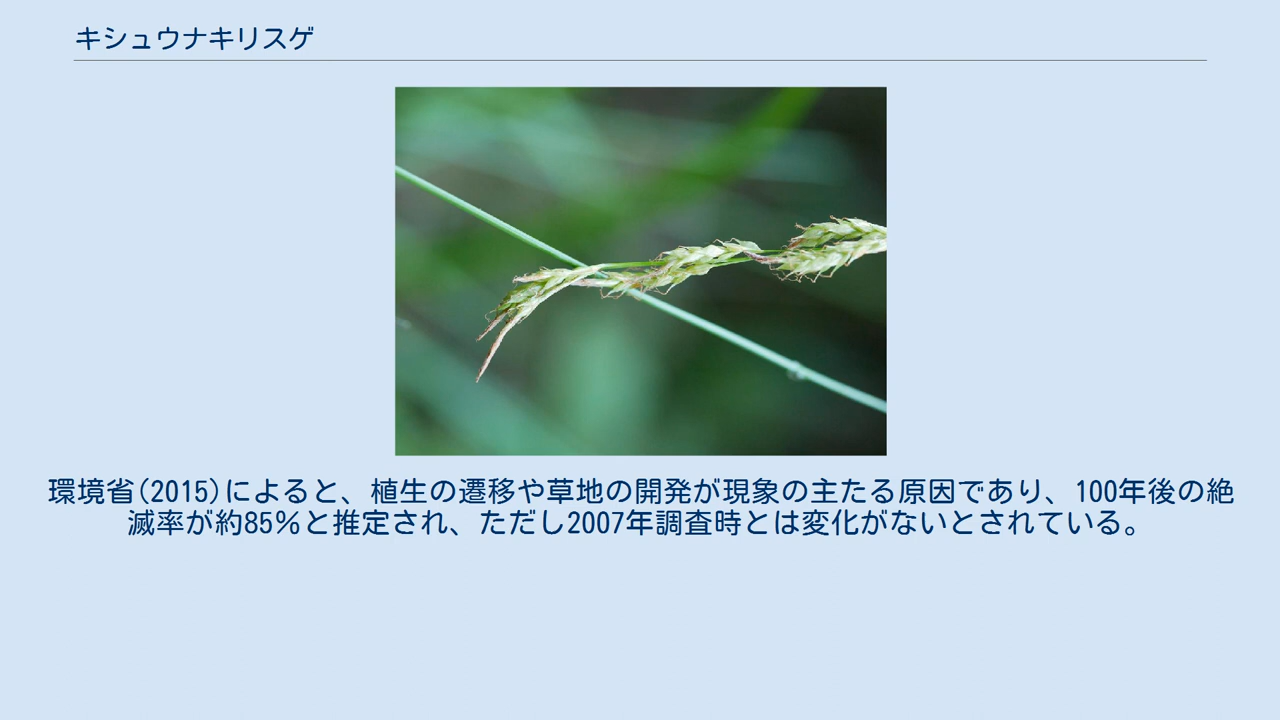 キシュウナキリスゲ
環境省(2015)によると、植生の遷移や草地の開発が現象の主たる原因であり、100年後の絶
滅率が約85％と推定され、ただし2007年調査時とは変化がないとされている。